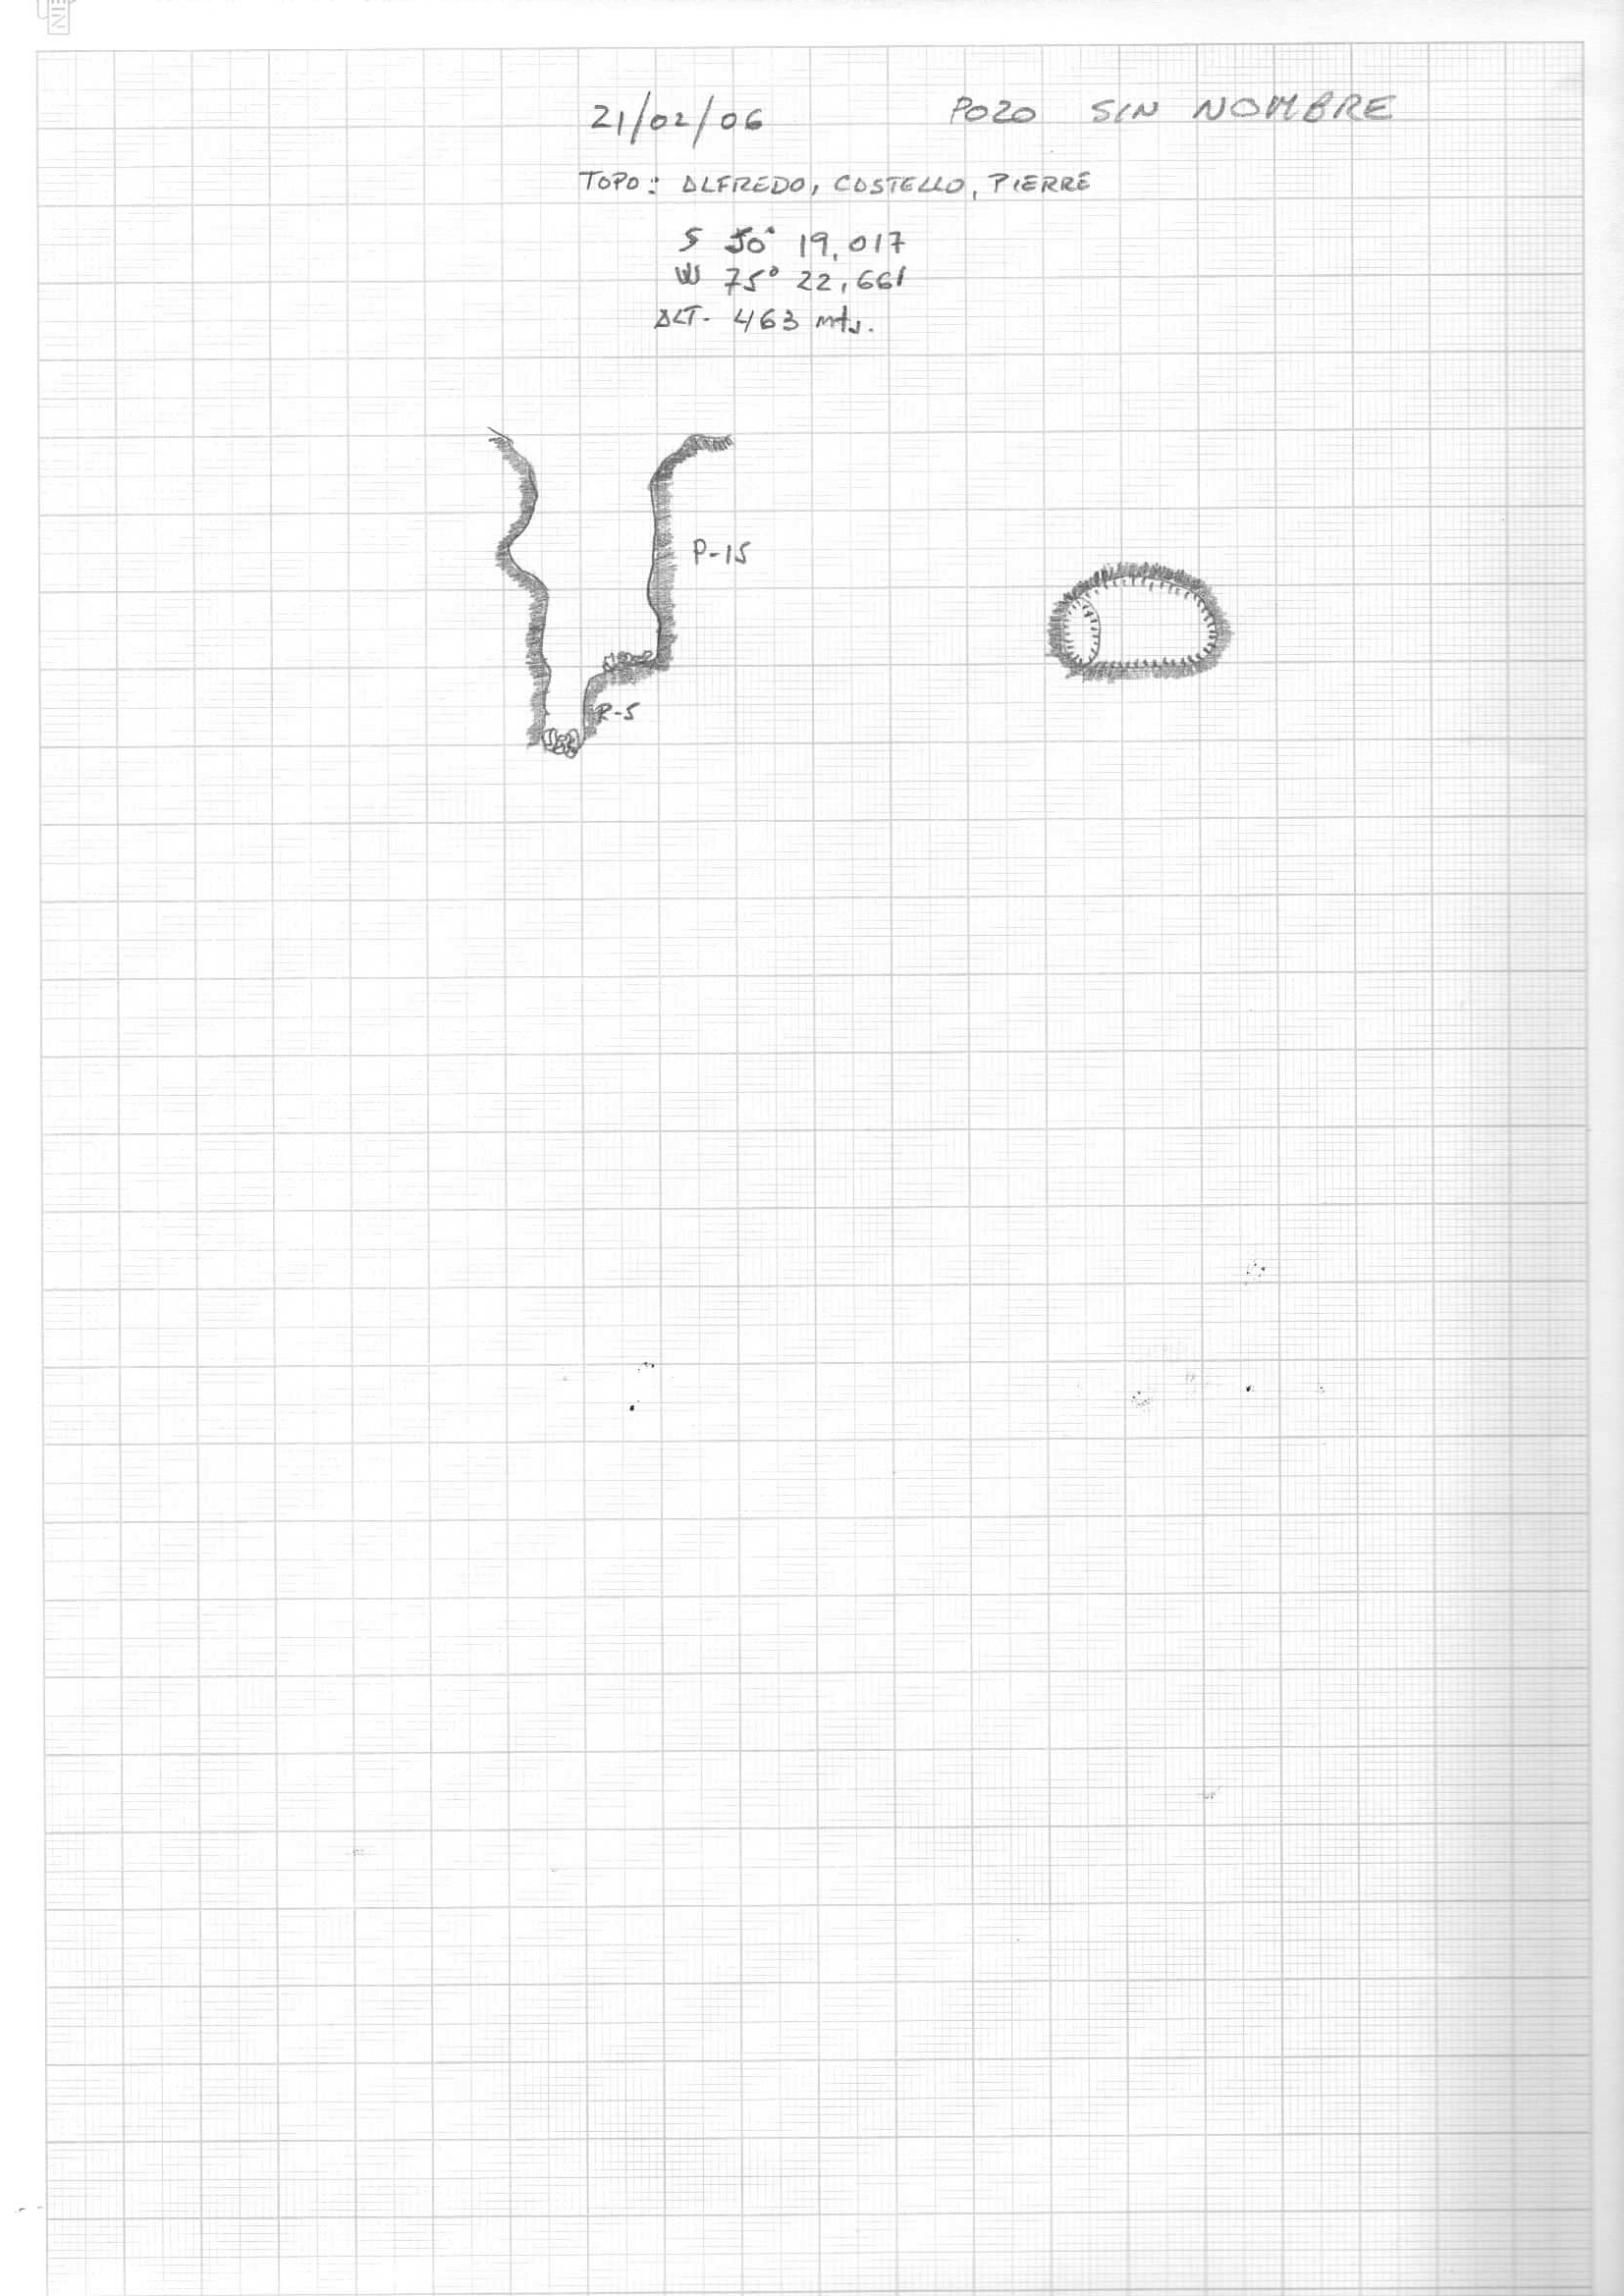 21/02/06 POZO SIN NOMBRE
TOPO: ALFREDO, COSTELLO, PIERRE
S 50° 19,017
W 75° 22,661
ALT- 463 mts.
P-15
P-5